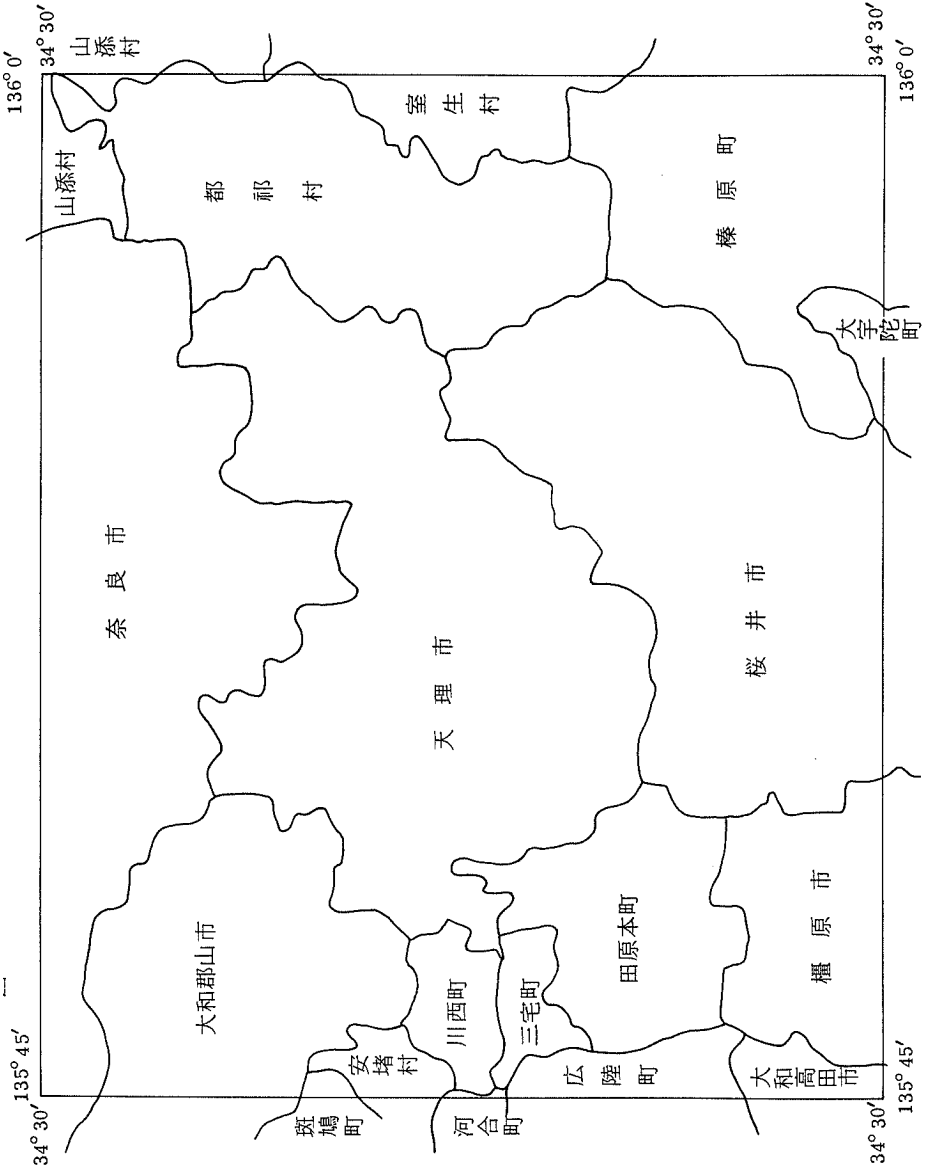 136° 0′
34° 30′
山添村
山添村
都祁村
室生村
榛原町
大宇陀町
34° 30′
136° 0′
奈良市
天理市
桜井市
大和郡山市
川西町
三宅町
田原本町
橿原市
安堵村
広陸町
大和高田市
斑鳩町
河合町
135° 45′
34° 30′
135° 45′
34° 30′